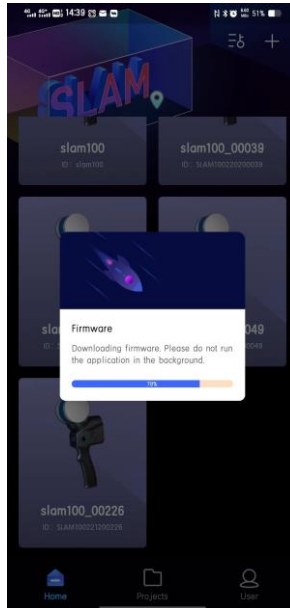 14:39
51%
SLAM
slam100
slam100_00039
ID: slam100
ID: SLAM100220200039
Firmware
Downloading firmware. Please do not run
the application in the background.
slam100_00226
ID: SLAM100221200226
Home
Projects
User